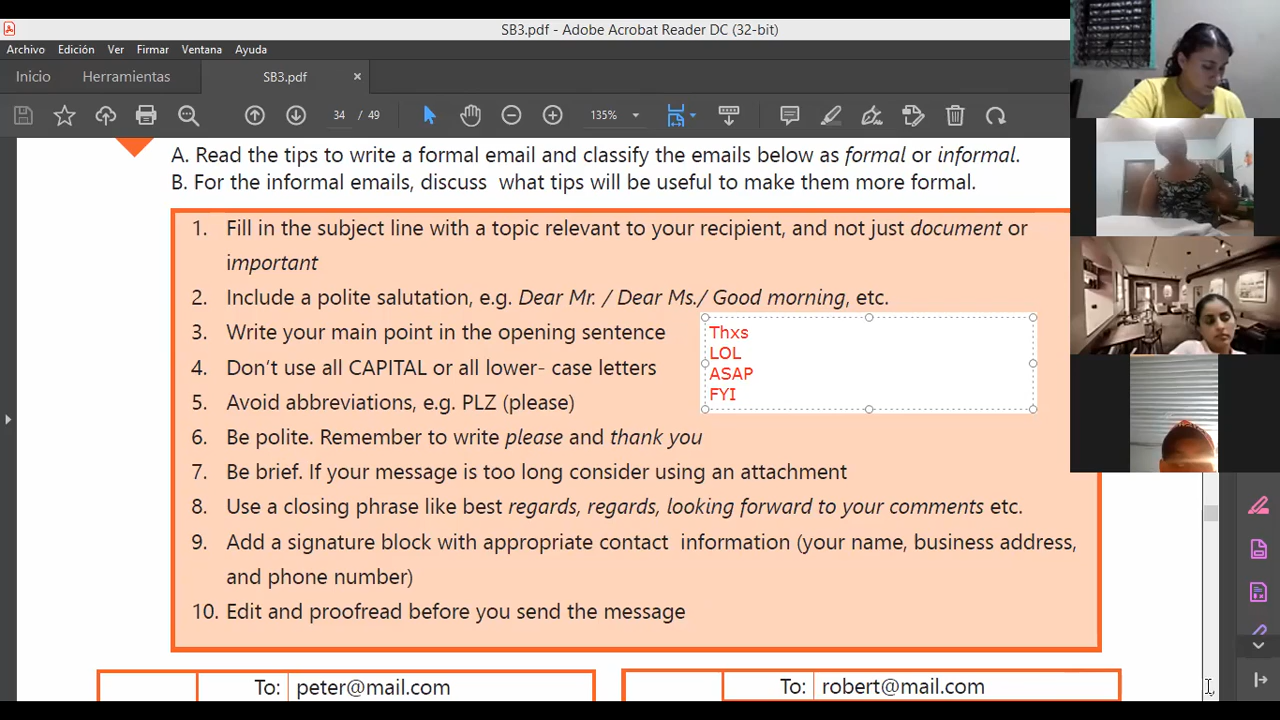 SB3.pdf - Adobe Acrobat Reader DC (32-bit)
Archivo Edición Ver Firmar Ventana Ayuda
Inicio Herramientas SB3.pdf ×
34 / 49 135%
A. Read the tips to write a formal email and classify the emails below as formal or informal.
B. For the informal emails, discuss what tips will be useful to make them more formal.
1. Fill in the subject line with a topic relevant to your recipient, and not just document or
important
2. Include a polite salutation, e.g. Dear Mr. / Dear Ms./ Good morning, etc.
3. Write your main point in the opening sentence
4. Don't use all CAPITAL or all lower- case letters
5. Avoid abbreviations, e.g. PLZ (please)
Thxs
LOL
ASAP
FYI
6. Be polite. Remember to write please and thank you
7. Be brief. If your message is too long consider using an attachment
8. Use a closing phrase like best regards, regards, looking forward to your comments etc.
9. Add a signature block with appropriate contact information (your name, business address,
and phone number)
10. Edit and proofread before you send the message
To: peter@mail.com
To: robert@mail.com